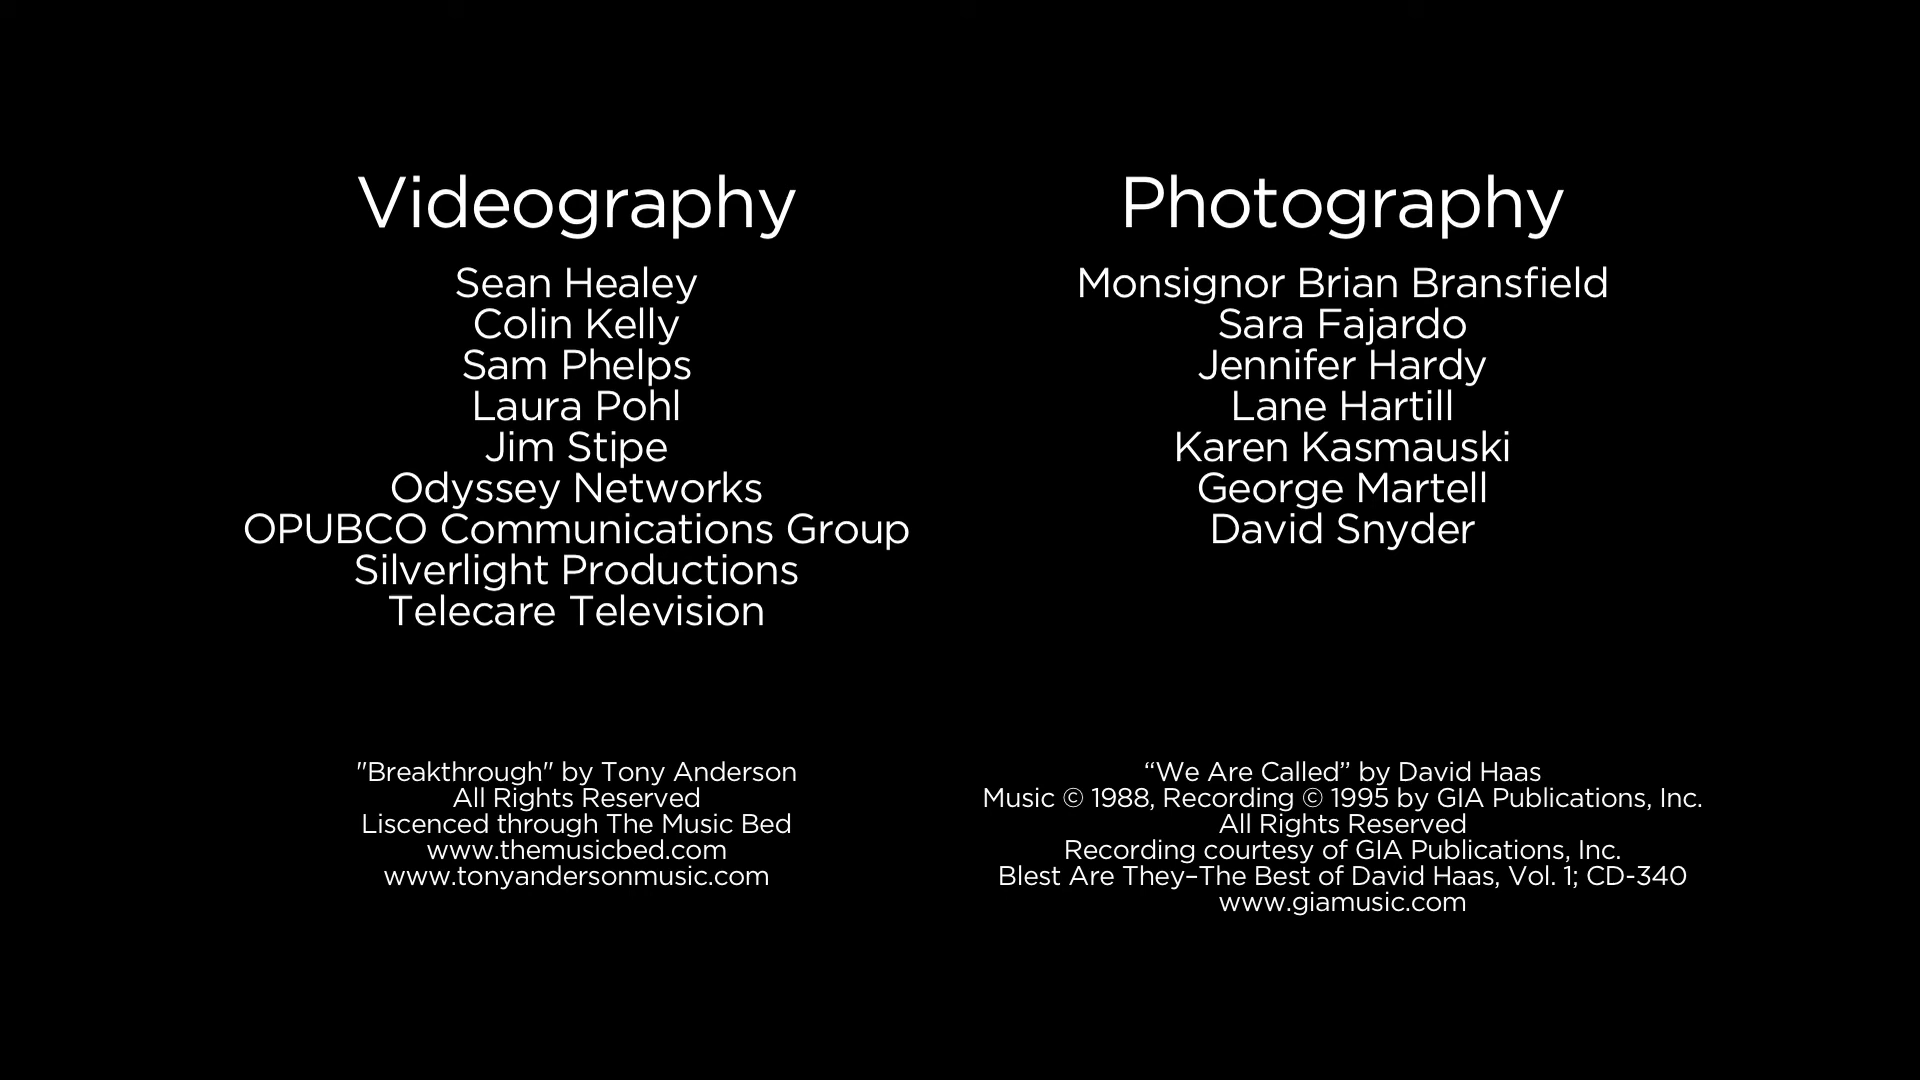 Videography
Sean Healey
Colin Kelly
Sam Phelps
Laura Pohl
Jim Stipe
Odyssey Networks
OPUBCO Communications Group
Silverlight Productions
Telecare Television
Photography
Monsignor Brian Bransfield
Sara Fajardo
Jennifer Hardy
Lane Hartill
Karen Kasmauski
George Martell
David Snyder
"Breakthrough" by Tony Anderson
All Rights Reserved
Liscenced through The Music Bed
www.themusicbed.com
www.tonyandersonmusic.com
“We Are Called” by David Haas
Music © 1988, Recording © 1995 by GIA Publications, Inc.
All Rights Reserved
Recording courtesy of GIA Publications, Inc.
Blest Are They–The Best of David Haas, Vol. 1; CD-340
www.giamusic.com